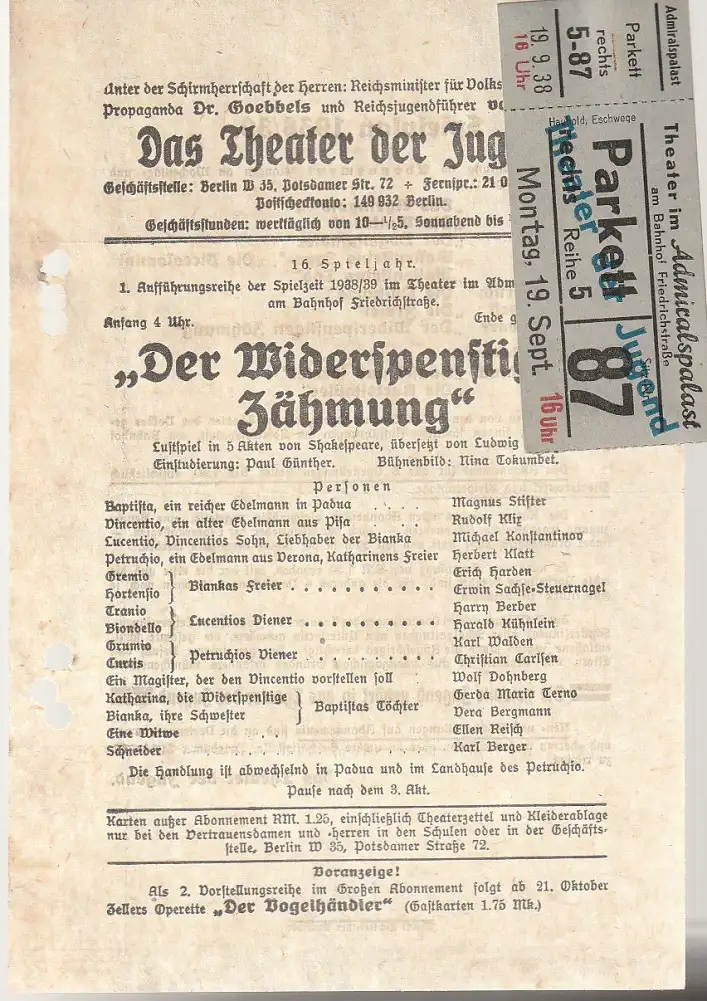 Unter der Schirmherrschaft der Herren: Reichsminister für Volks
Propaganda Dr. Goebbels und Reichsjugendführer
Das Theater der Jug
Geschäftsstelle: Berlin W 35, Potsdamer Str. 72 ÷ Fernspr.: 21 0
Postscheckkonto: 149 932 Berlin.
Geschäftsstunden: werktäglich von 10—½5, Sonnabend bis
16. Spieljahr.
1. Aufführungsreihe der Spielzeit 1938/39 im Theater im Adm
am Bahnhof Friedrichstraße.
Anfang 4 Uhr. Ende g
„Der Widerspenstig
Zähmung“
Lustspiel in 5 Akten von Shakespeare, übersetzt von Ludwig
Einstudierung: Paul Günther. Bühnenbild: Nina Tokumbet.
Personen
Baptista, ein reicher Edelmann in Padua . . . . Magnus Stifter
Vincentio, ein alter Edelmann aus Pisa . . Rudolf Klix
Lucentio, Vincentios Sohn, Liebhaber der Bianka Michael Konstantinov
Petruchio, ein Edelmann aus Verona, Katharinens Freier Herbert Klatt
Gremio Erich Harden
Biankas Freier . . . . . . . . . . .
Hortensio Erwin Sachse-Steuernagel
Tranio Harry Berber
Lucentios Diener . . . . . . . . . .
Biondello Harald Kühnlein
Grumio Karl Walden
Petruchios Diener . . . . . . . . . .
Curtis Christian Carlsen
Ein Magister, der den Vincentio vorstellen soll Wolf Dohnberg
Katharina, die Widerspenstige Gerda Maria Terno
Baptistas Töchter
Bianka, ihre Schwester Vera Bergmann
Eine Witwe Ellen Reisch
Schneider Karl Berger
Die Handlung ist abwechselnd in Padua und im Landhause des Petruchio.
Pause nach dem 3. Akt.
Karten außer Abonnement RM. 1.25, einschließlich Theaterzettel und Kleiderablage
nur bei den Vertrauensdamen und -herren in den Schulen oder in der Geschäfts-
stelle, Berlin W 35, Potsdamer Straße 72.
Voranzeige!
Als 2. Vorstellungsreihe im Großen Abonnement folgt ab 21. Oktober
Zellers Operette „Der Vogelhändler“ (Gastkarten 1.75 Mk.)
Admiralspalast
Parkett
rechts
5-87
19. 9. 38
16 Uhr
Theater im Admiralspalast
am Bahnhof Friedrichstraße
Parkett
rechts Reihe 5
87
Montag, 19. Sept. 16 Uhr
Theater der Jugend
Eschwege